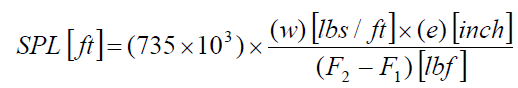 SPL [ft] = (735 × 10³) × (w) [lbs / ft] × (e) [inch] / (F₂ − F₁) [lbf]